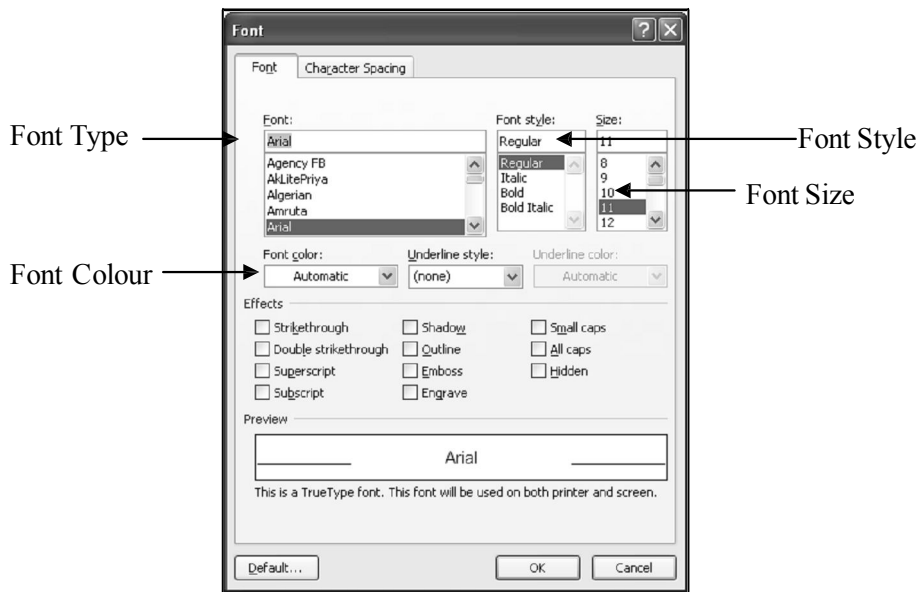 Font
Font Character Spacing
Font: Font style: Size:
Font Type Arial Regular 11 Font Style
Agency FB Regular 8
AkLitePriya Italic 9
Algerian Bold 10 Font Size
Amruta Bold Italic 11
Arial 12
Font color: Underline style: Underline color:
Font Colour Automatic (none) Automatic
Effects
Strikethrough Shadow Small caps
Double strikethrough Outline All caps
Superscript Emboss Hidden
Subscript Engrave
Preview
Arial
This is a TrueType font. This font will be used on both printer and screen.
Default... OK Cancel